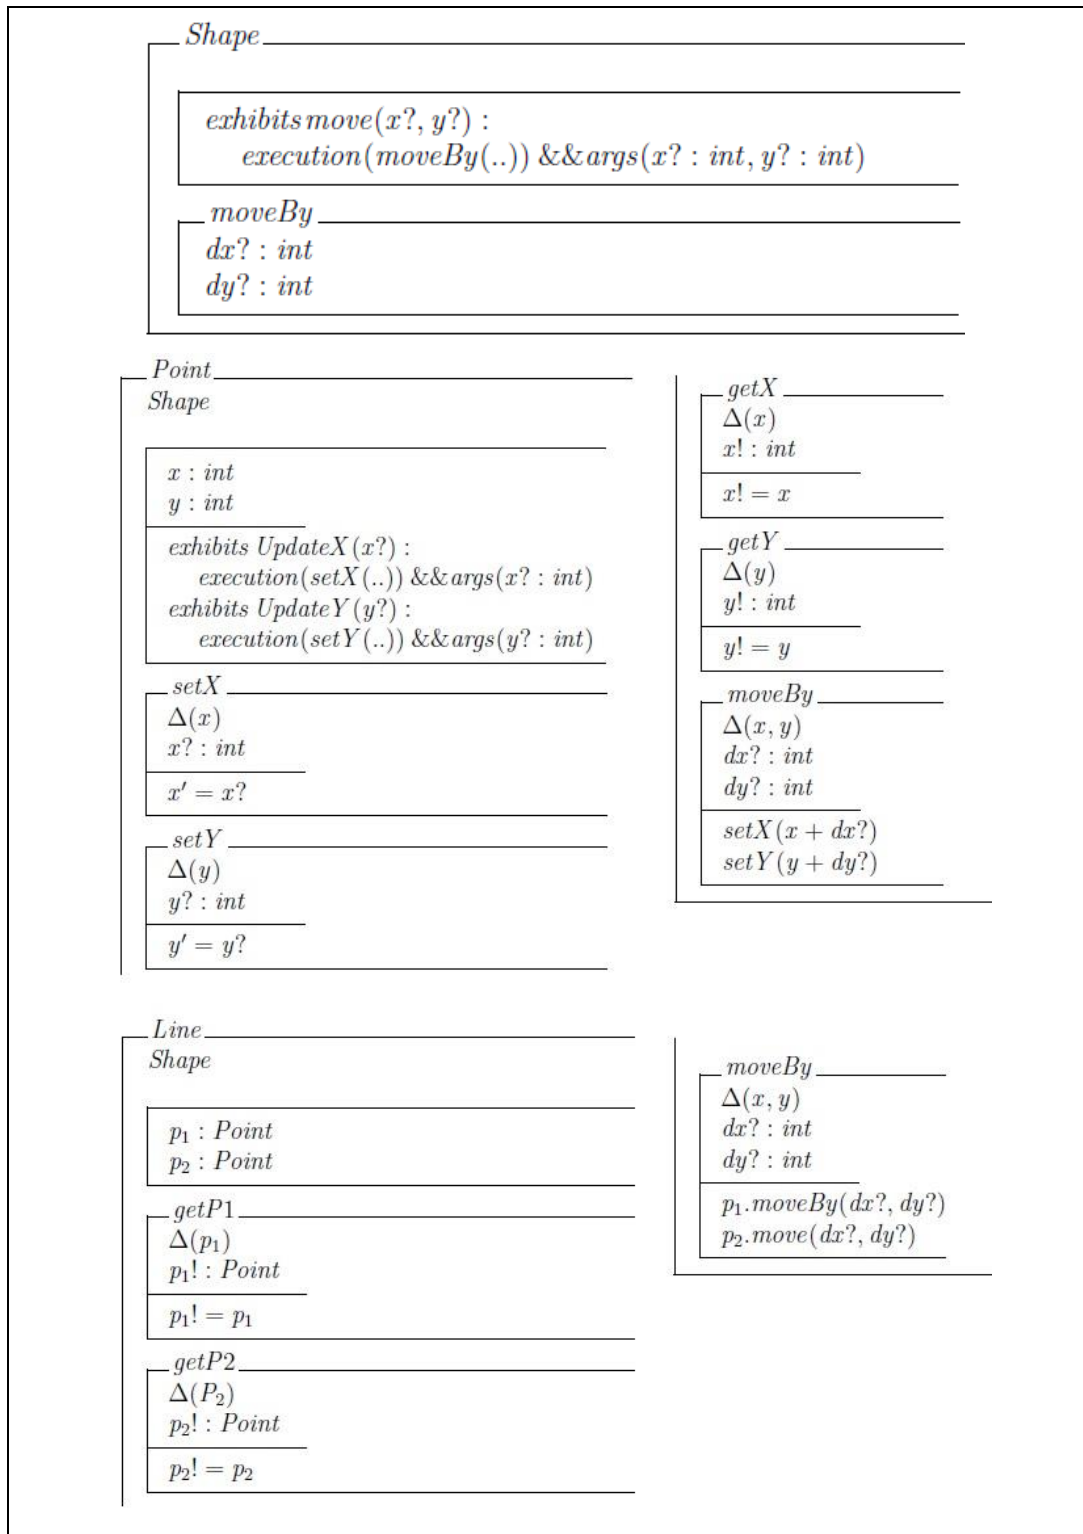 Shape
exhibits move(x?, y?) :
execution(moveBy(..)) &&args(x? : int, y? : int)
moveBy
dx? : int
dy? : int
Point
Shape
x : int
y : int
exhibits UpdateX(x?) :
execution(setX(..)) &&args(x? : int)
exhibits UpdateY(y?) :
execution(setY(..)) &&args(y? : int)
setX
Δ(x)
x? : int
x′ = x?
setY
Δ(y)
y? : int
y′ = y?
getX
Δ(x)
x! : int
x! = x
getY
Δ(y)
y! : int
y! = y
moveBy
Δ(x, y)
dx? : int
dy? : int
setX(x + dx?)
setY(y + dy?)
Line
Shape
p₁ : Point
p₂ : Point
getP1
Δ(p₁)
p₁! : Point
p₁! = p₁
getP2
Δ(P₂)
p₂! : Point
p₂! = p₂
moveBy
Δ(x, y)
dx? : int
dy? : int
p₁.moveBy(dx?, dy?)
p₂.move(dx?, dy?)